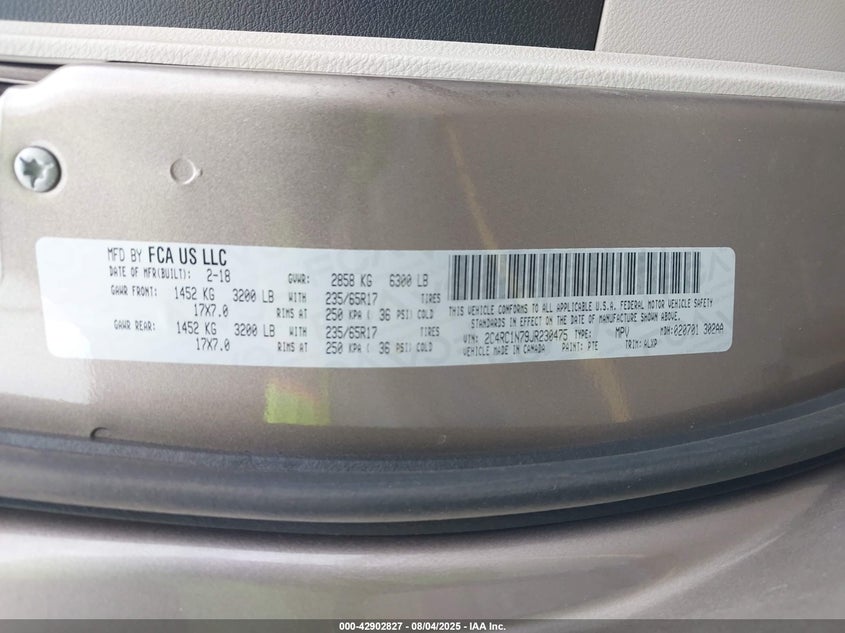 MFD BY FCA US LLC
DATE OF MFR(BUILT): 2-18 GVWR: 2858 KG 6300 LB
GAWR FRONT: 1452 KG 3200 LB WITH 235/65R17 TIRES
17X7.0 RIMS AT 250 KPA ( 36 PSI) COLD
GAWR REAR: 1452 KG 3200 LB WITH 235/65R17 TIRES
17X7.0 RIMS AT 250 KPA ( 36 PSI) COLD
THIS VEHICLE CONFORMS TO ALL APPLICABLE U.S.A. FEDERAL MOTOR VEHICLE SAFETY
STANDARDS IN EFFECT ON THE DATE OF MANUFACTURE SHOWN ABOVE.
VIN: 2C4RC1N79JR230475 TYPE: MPV MDH:020701 302AA
VEHICLE MADE IN CANADA PAINT: PTE TRIM: ALXP
000-42902827 - 08/04/2025 - IAA Inc.